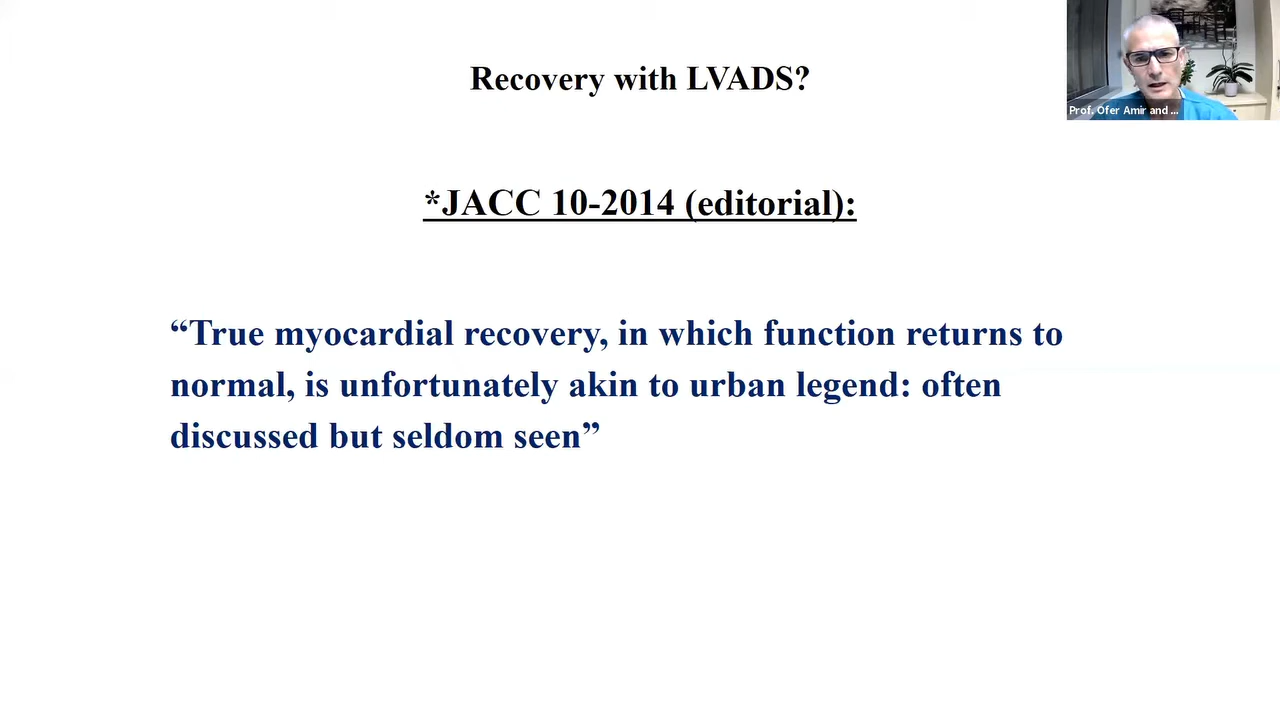 Recovery with LVADS?
Prof. Ofer Amir and ...
*JACC 10-2014 (editorial):
“True myocardial recovery, in which function returns to
normal, is unfortunately akin to urban legend: often
discussed but seldom seen”